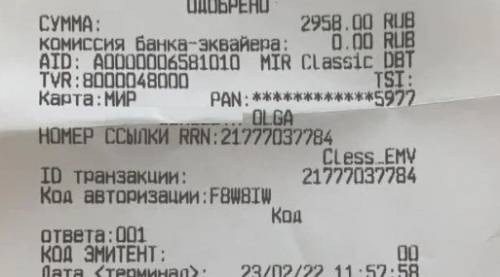 ОДОБРЕНО
СУММА: 2958.00 RUB
комиссия банка-эквайера: 0.00 RUB
AID: A0000006581010 MIR Classic DBT
TVR:8000048000 TSI:
Карта:МИР PAN:************5977
OLGA
НОМЕР ССЫЛКИ RRN:21777037784
Cless_EMV
ID транзакции: 21777037784
Код авторизации:F8W8IW
Код
ответа:001
КОД ЭМИТЕНТ: 00
Дата <терминал>: 23/02/22 11:57:58